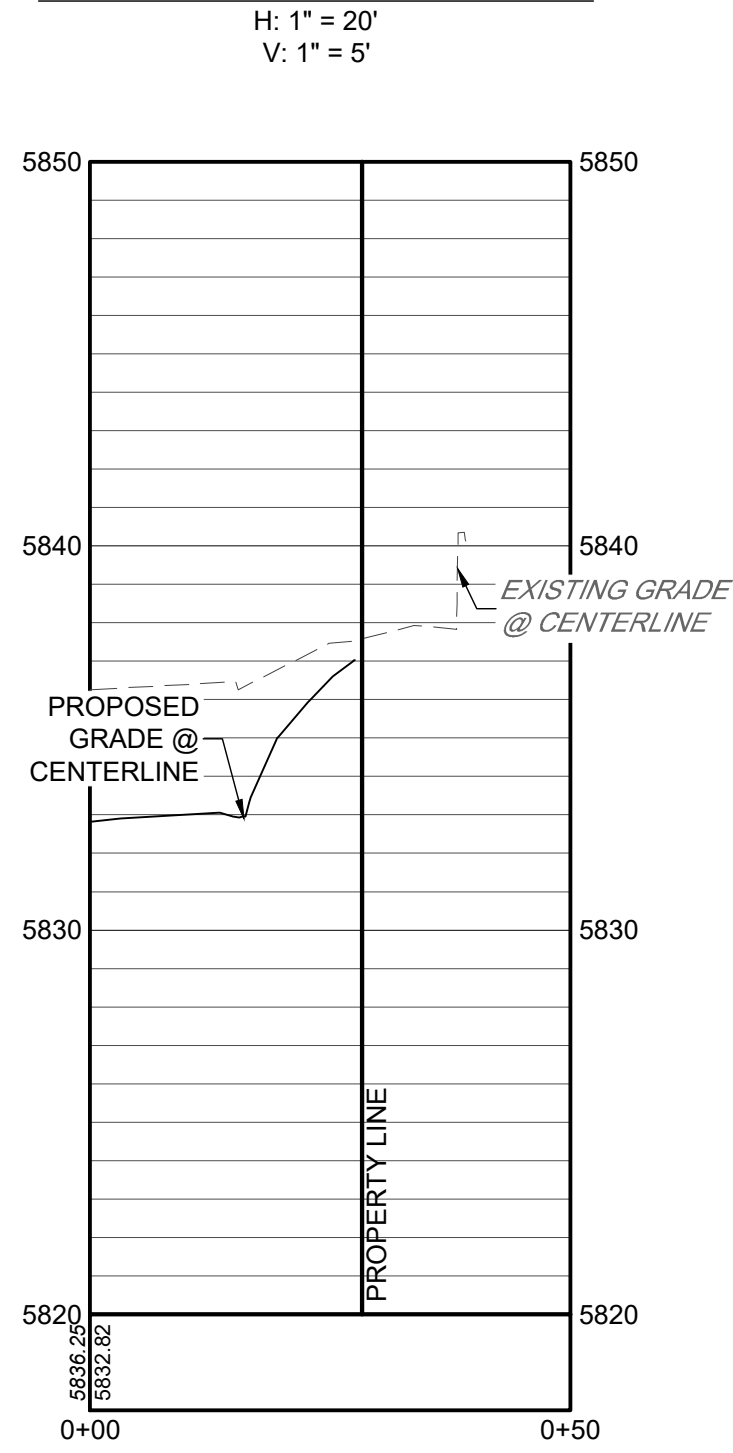 H: 1" = 20'
V: 1" = 5'
5850
5850
5840
5840
EXISTING GRADE
@ CENTERLINE
PROPOSED
GRADE @
CENTERLINE
5830
5830
PROPERTY LINE
5820
5820
5836.25
5832.82
0+00
0+50